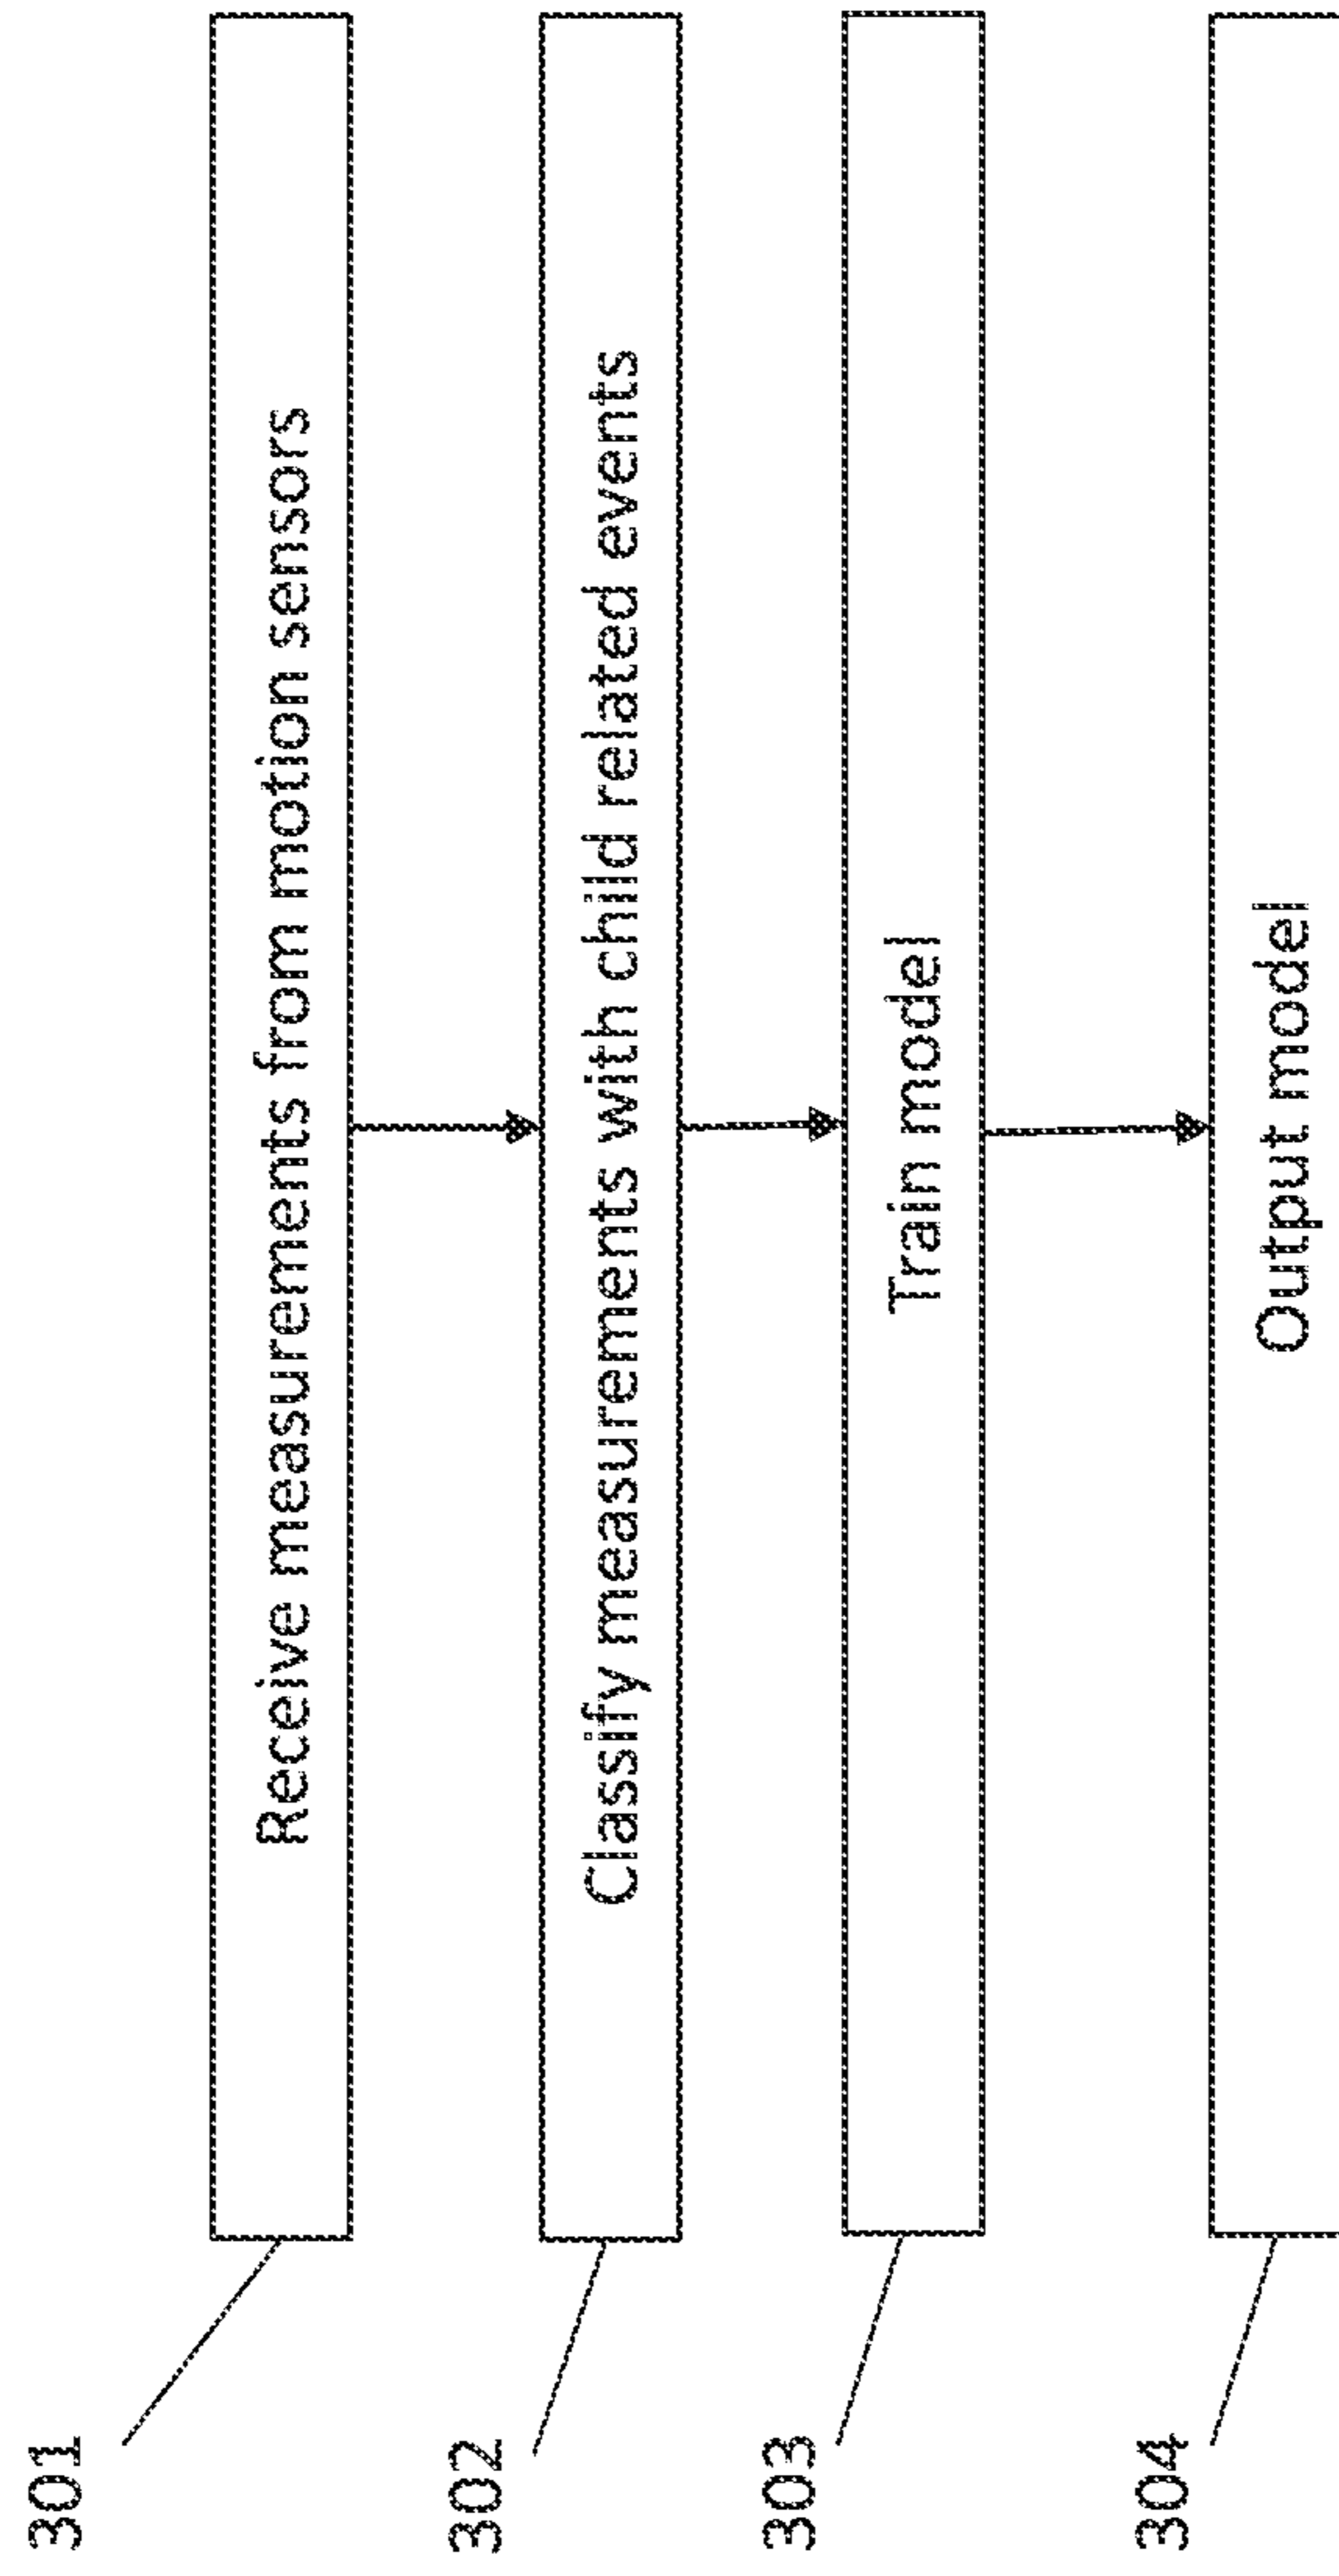 301
Receive measurements from motion sensors
302
Classify measurements with child related events
303
Train model
304
Output model